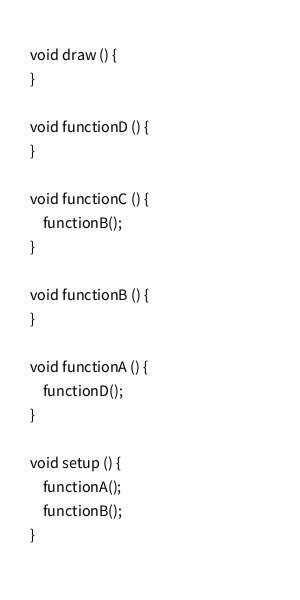 void draw () {
}
void functionD () {
}
void functionC () {
functionB();
}
void functionB () {
}
void functionA () {
functionD();
}
void setup () {
functionA();
functionB();
}